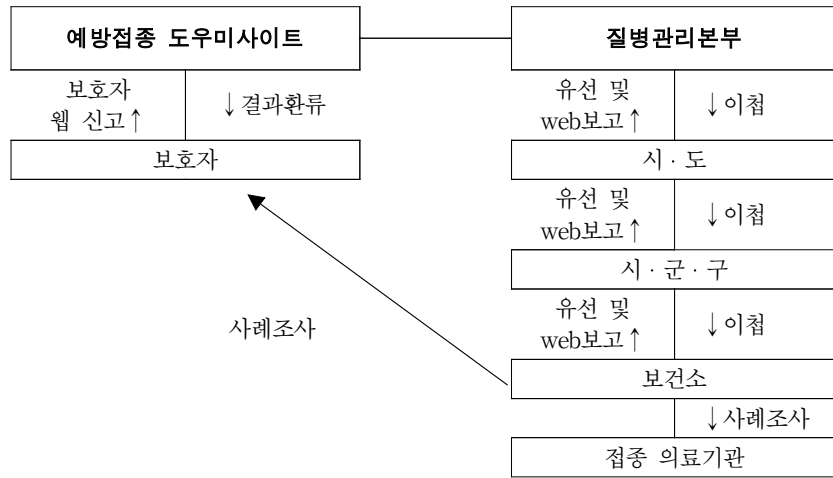 예방접종 도우미사이트
질병관리본부
보호자
웹 신고↑
↓결과환류
유선 및
web보고↑
↓이첩
보호자
시 · 도
유선 및
web보고↑
↓이첩
시 · 군 · 구
사례조사
유선 및
web보고↑
↓이첩
보건소
↓사례조사
접종 의료기관